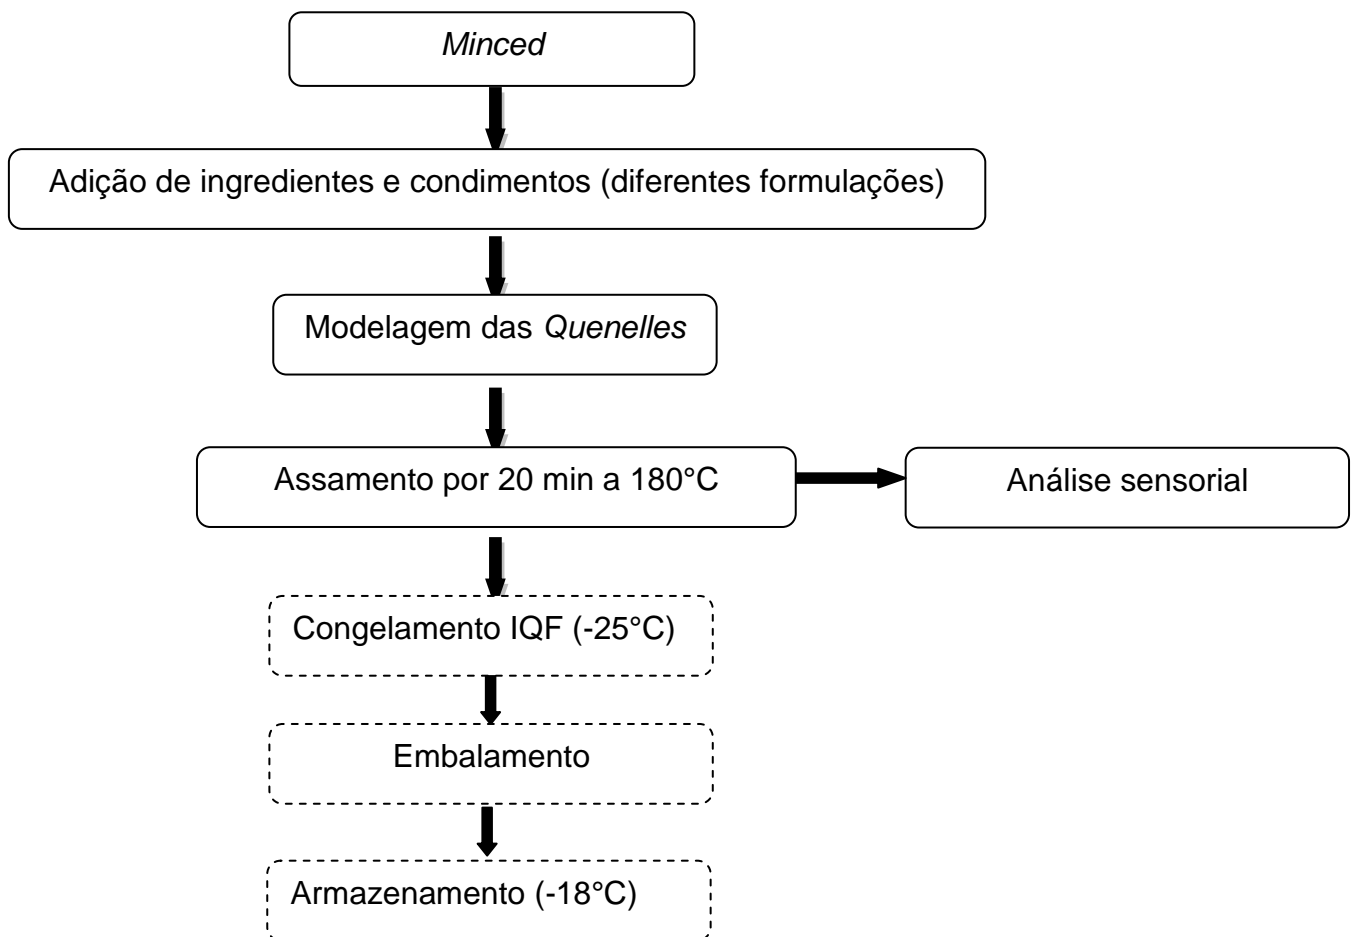 Minced
Adição de ingredientes e condimentos (diferentes formulações)
Modelagem das Quenelles
Assamento por 20 min a 180°C
Análise sensorial
Congelamento IQF (-25°C)
Embalamento
Armazenamento (-18°C)